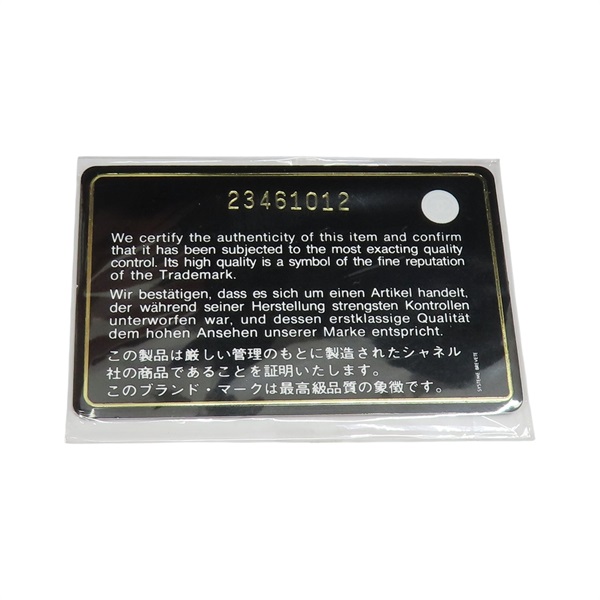 23461012
We certify the authenticity of this item and confirm
that it has been subjected to the most exacting quality
control. Its high quality is a symbol of the fine reputation
of the Trademark.
Wir bestätigen, dass es sich um einen Artikel handelt,
der während seiner Herstellung strengsten Kontrollen
unterworfen war, und dessen erstklassige Qualität
dem hohen Ansehen unserer Marke entspricht.
この製品は厳しい管理のもとに製造されたシャネル
社の商品であることを証明いたします。
このブランド・マークは最高級品質の象徴です。
SYSTEME BREVETE